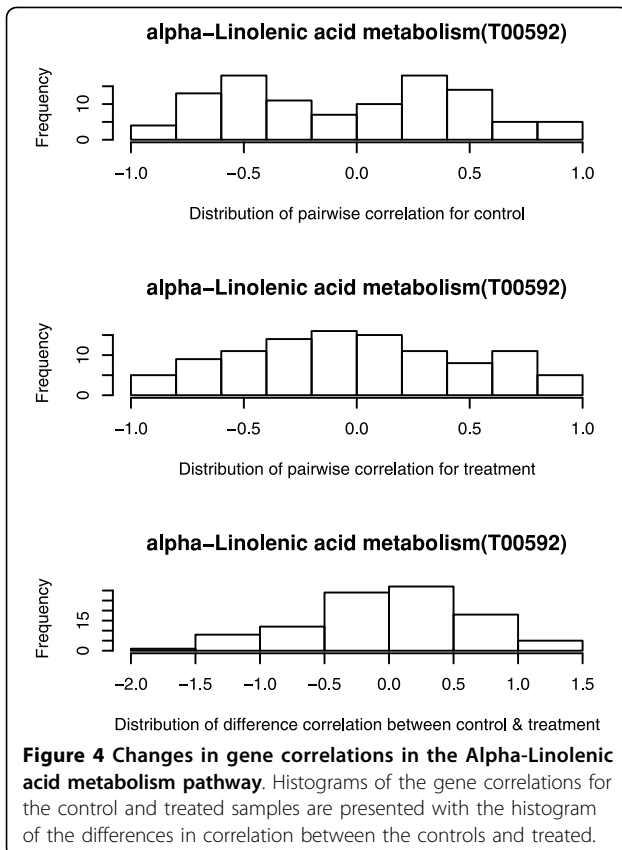 alpha−Linolenic acid metabolism(T00592)
Frequency
10
0
−1.0 −0.5 0.0 0.5 1.0
Distribution of pairwise correlation for control
alpha−Linolenic acid metabolism(T00592)
Frequency
10
0
−1.0 −0.5 0.0 0.5 1.0
Distribution of pairwise correlation for treatment
alpha−Linolenic acid metabolism(T00592)
Frequency
15
0
−2.0 −1.5 −1.0 −0.5 0.0 0.5 1.0 1.5
Distribution of difference correlation between control & treatment
Figure 4 Changes in gene correlations in the Alpha-Linolenic
acid metabolism pathway. Histograms of the gene correlations for
the control and treated samples are presented with the histogram
of the differences in correlation between the controls and treated.